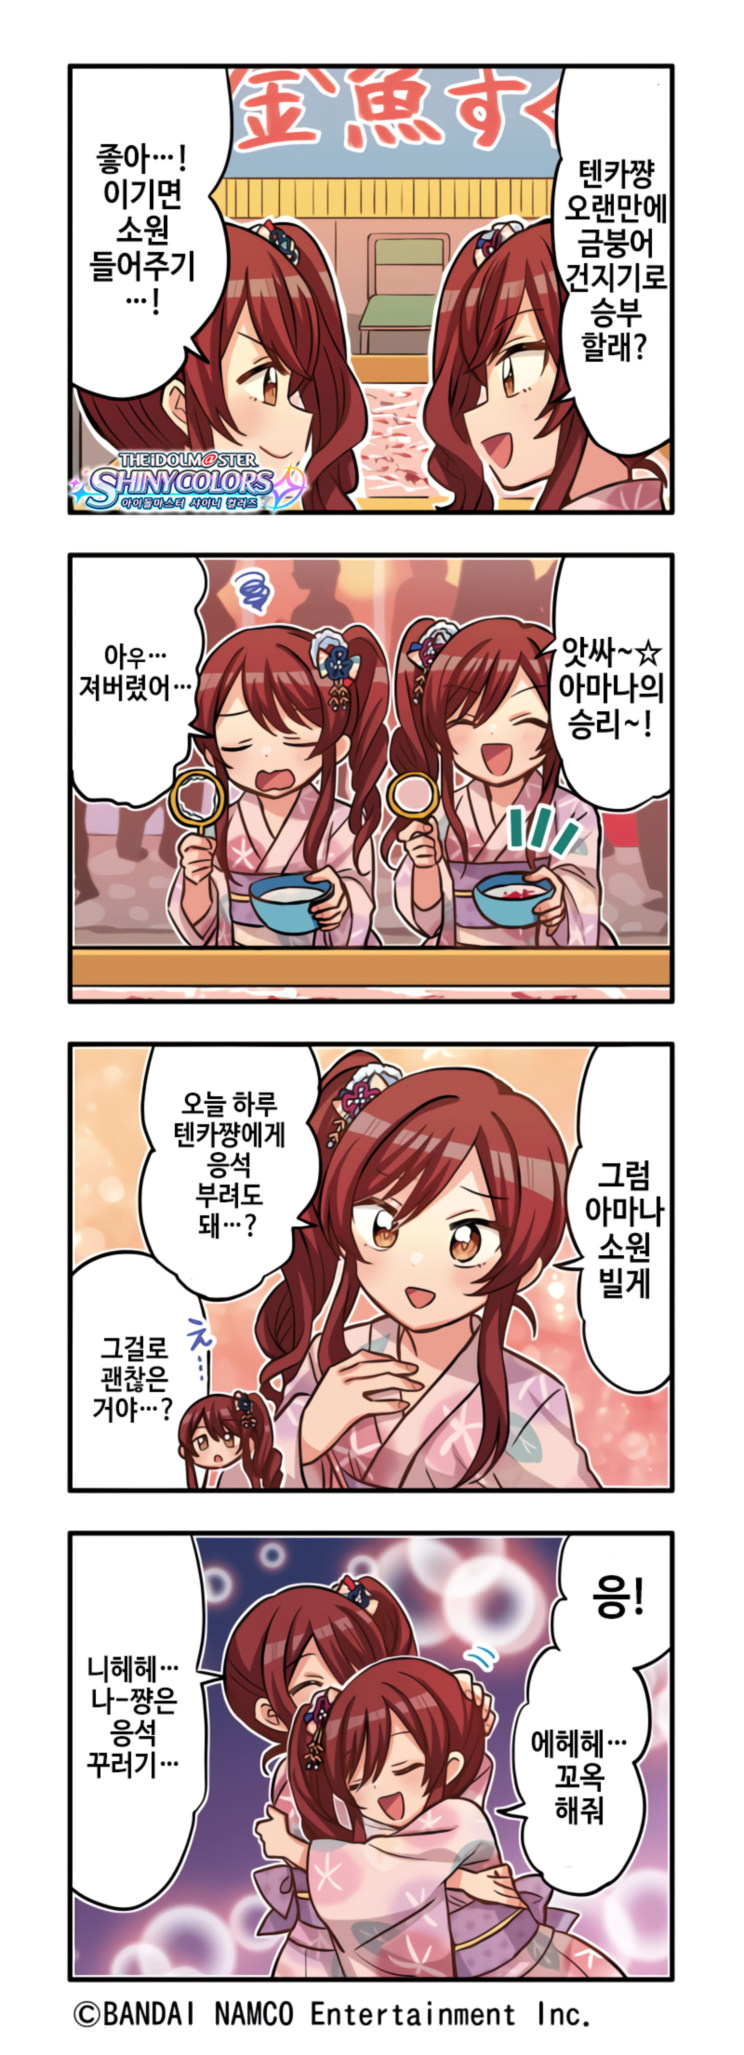 金魚すく
텐카쨩
오랜만에
금붕어
건지기로
승부
할래?
좋아…!
이기면
소원
들어주기
…!
THE iDOLM@STER
SHINYCOLORS
아이돌마스터 샤이니 컬러즈
앗싸~☆
아마나의
승리~!
아우…
져버렸어…
그럼
아마나
소원
빌게
오늘 하루
텐카쨩에게
응석
부려도
돼…?
え…
그걸로
괜찮은
거야…?
응!
에헤헤…
꼬옥
해줘
니헤헤…
나-쨩은
응석
꾸러기…
©BANDAI NAMCO Entertainment Inc.